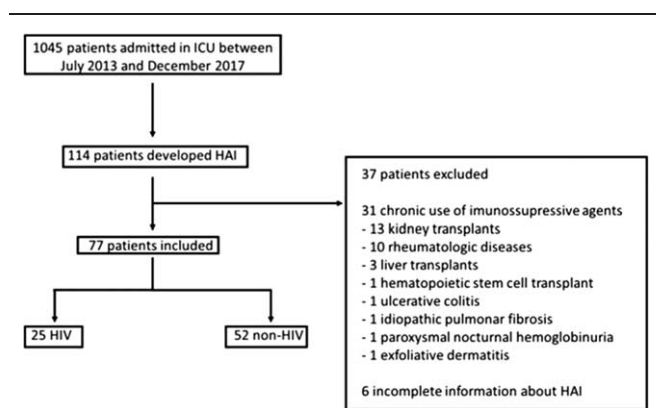 1045 patients admitted in ICU between
July 2013 and December 2017
114 patients developed HAI
37 patients excluded
31 chronic use of imunossupressive agents
- 13 kidney transplants
- 10 rheumatologic diseases
- 3 liver transplants
- 1 hematopoietic stem cell transplant
- 1 ulcerative colitis
- 1 idiopathic pulmonar fibrosis
- 1 paroxysmal nocturnal hemoglobinuria
- 1 exfoliative dermatitis
6 incomplete information about HAI
77 patients included
25 HIV
52 non-HIV